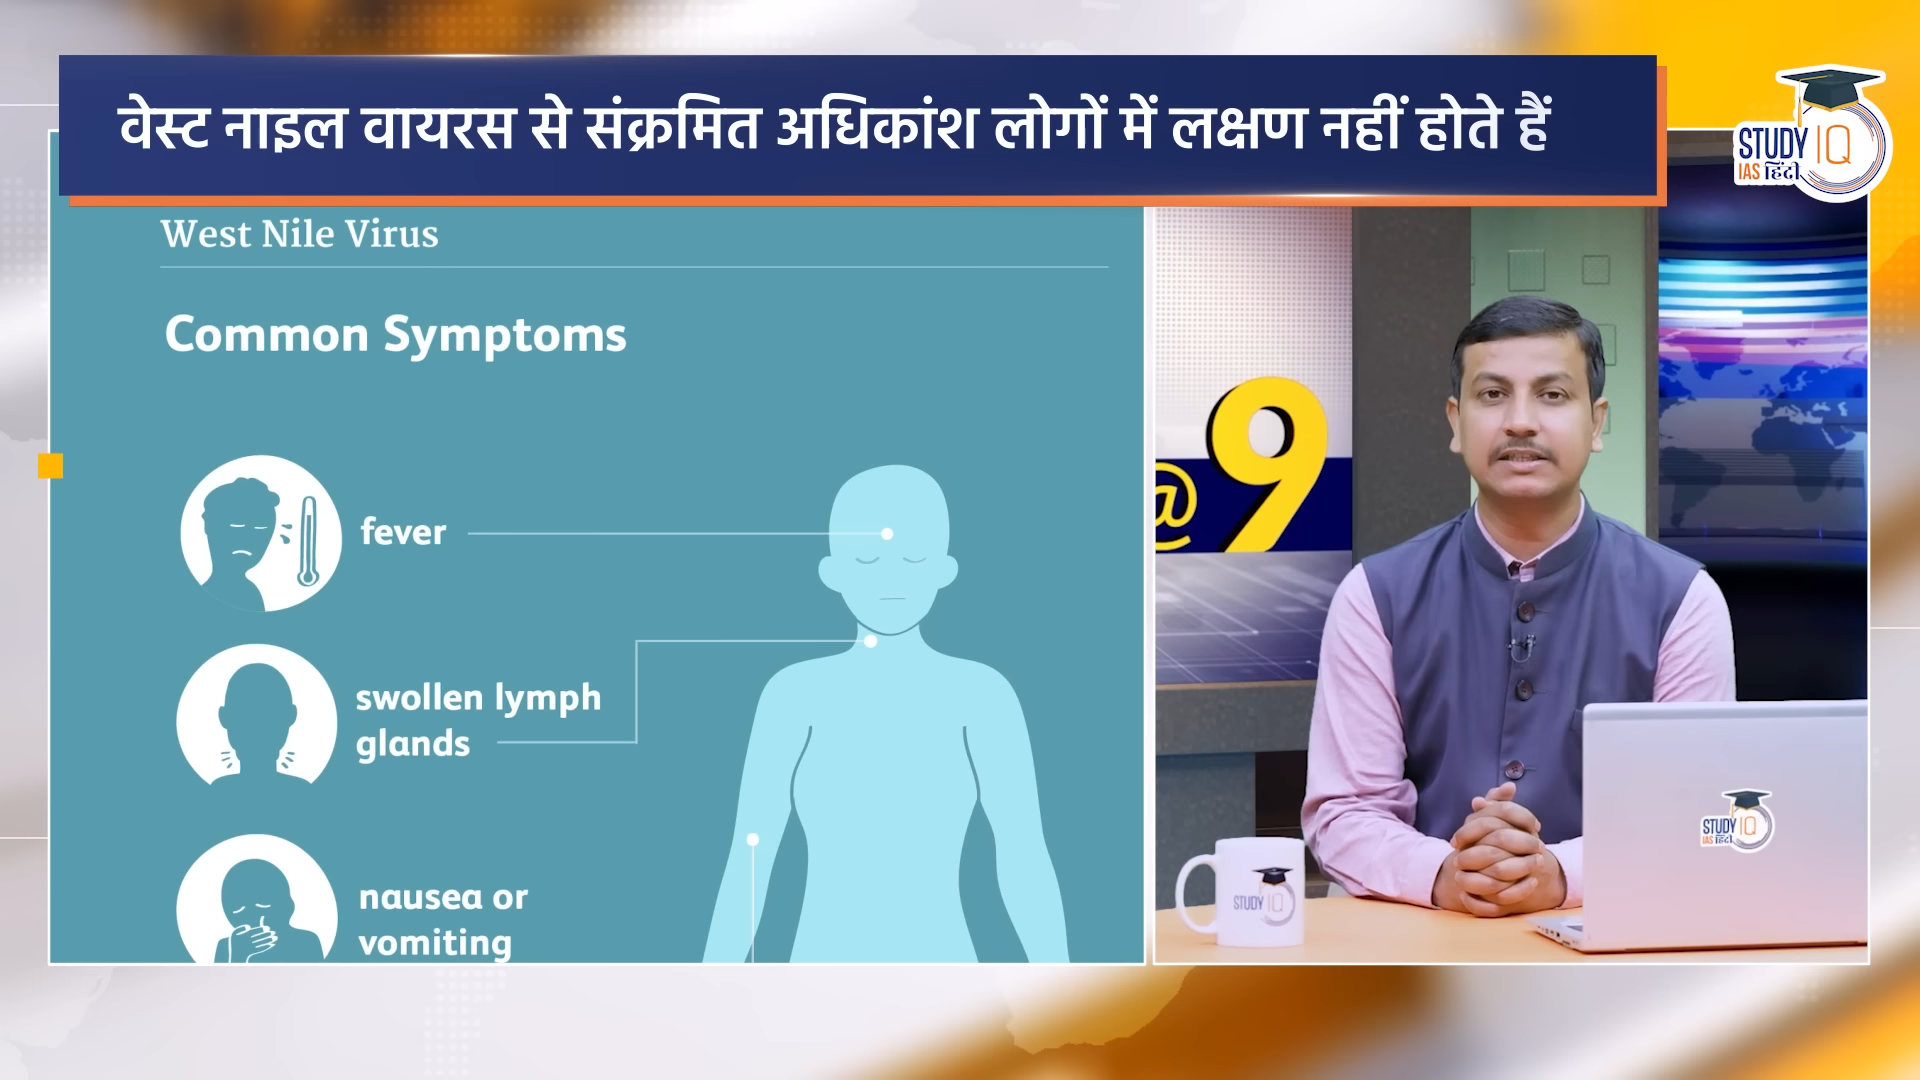 वेस्ट नाइल वायरस से संक्रमित अधिकांश लोगों में लक्षण नहीं होते हैं
STUDY IQ
IAS हिंदी
West Nile Virus
Common Symptoms
fever
swollen lymph
glands
nausea or
vomiting
@9
STUDY IQ
IAS हिंदी
STUDY IQ